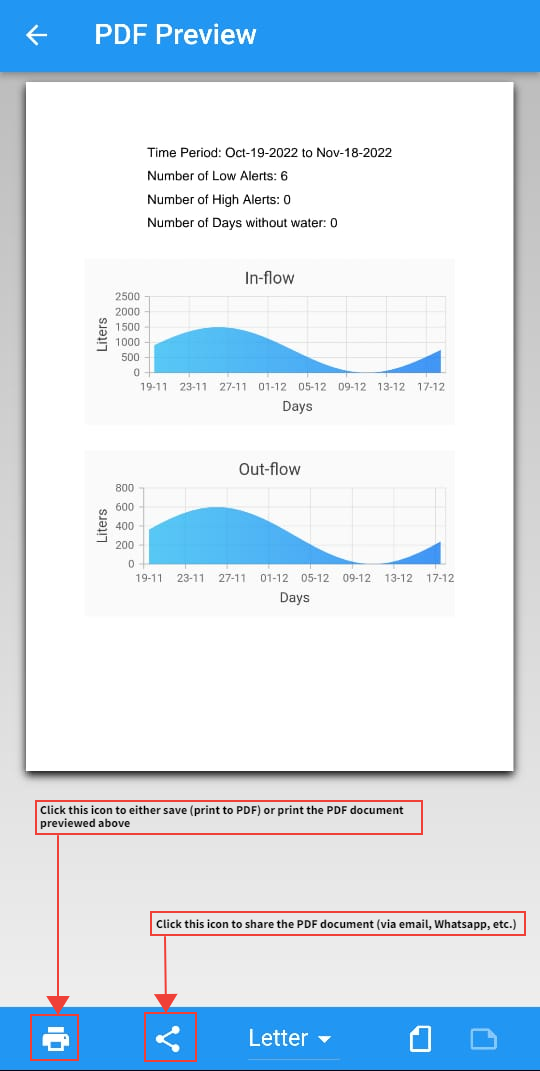 PDF Preview
Time Period: Oct-19-2022 to Nov-18-2022
Number of Low Alerts: 6
Number of High Alerts: 0
Number of Days without water: 0
In-flow
Liters
2500
2000
1500
1000
500
0
19-11 23-11 27-11 01-12 05-12 09-12 13-12 17-12
Days
Out-flow
Liters
800
600
400
200
0
19-11 23-11 27-11 01-12 05-12 09-12 13-12 17-12
Days
Click this icon to either save (print to PDF) or print the PDF document
previewed above
Click this icon to share the PDF document (via email, Whatsapp, etc.)
Letter